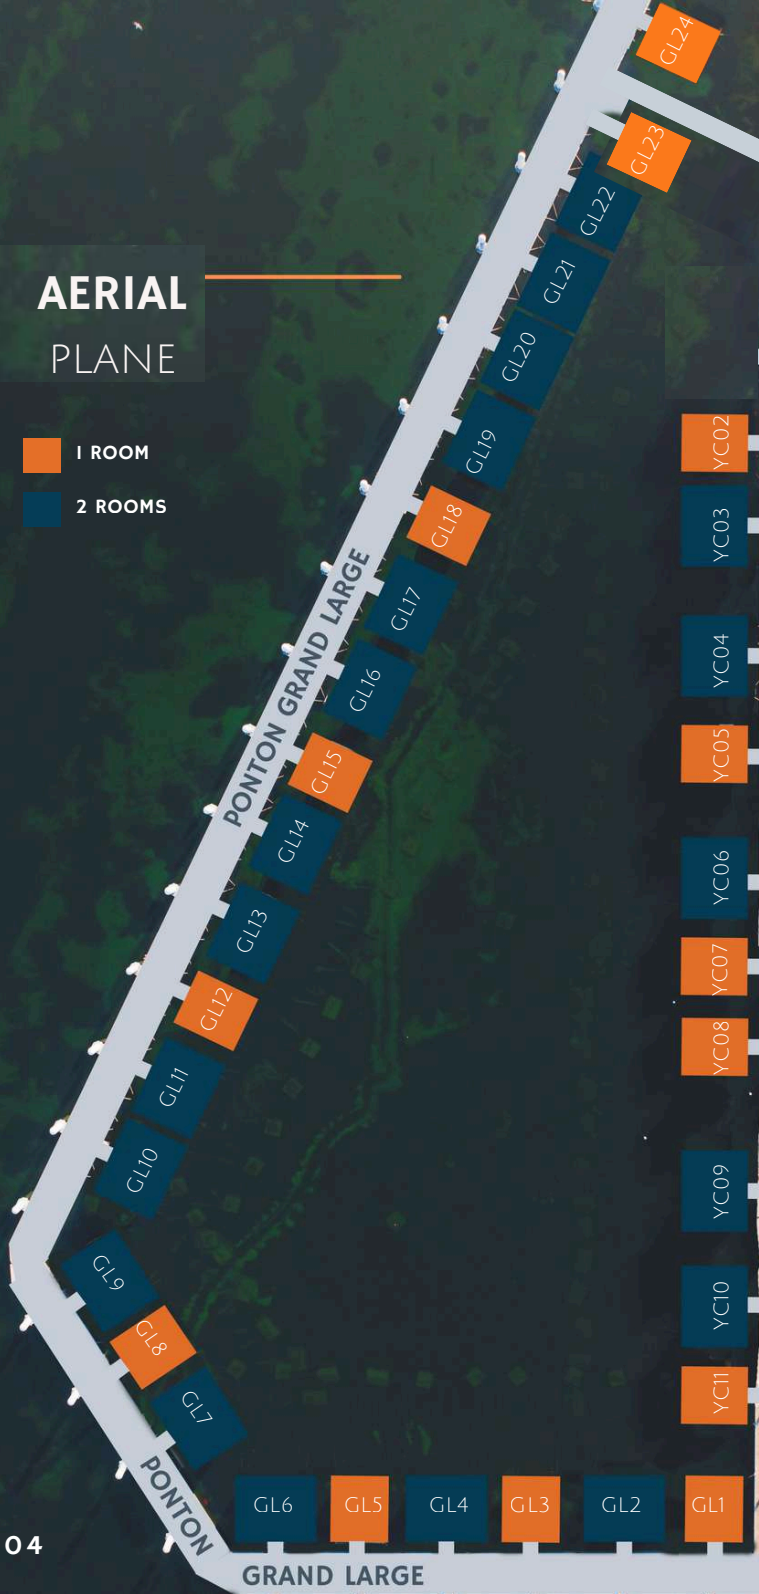 GL24
GL23
GL22
GL21
GL20
GL19
GL18
GL17
GL16
GL15
GL14
GL13
GL12
GL11
GL10
GL9
GL8
GL7
GL6
GL5
GL4
GL3
GL2
GL1
AERIAL
PLANE
1 ROOM
2 ROOMS
PONTON GRAND LARGE
YC02
YC03
YC04
YC05
YC06
YC07
YC08
YC09
YC10
YC11
PONTON
GRAND LARGE
04